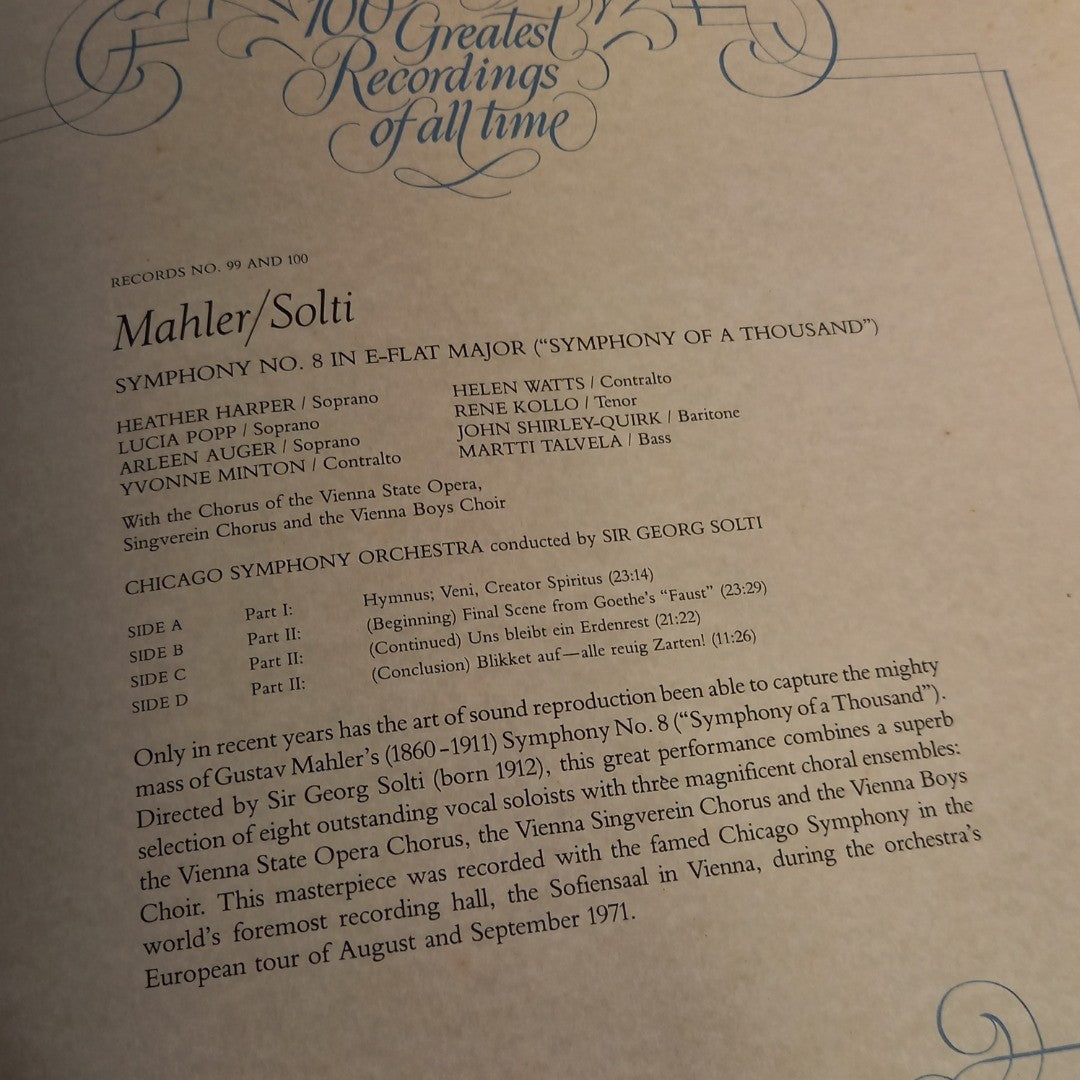 100 Greatest
Recordings
of all time
RECORDS NO. 99 AND 100
Mahler/Solti
SYMPHONY NO. 8 IN E-FLAT MAJOR (“SYMPHONY OF A THOUSAND”)
HEATHER HARPER / Soprano
LUCIA POPP / Soprano
ARLEEN AUGER / Soprano
YVONNE MINTON / Contralto
HELEN WATTS / Contralto
RENE KOLLO / Tenor
JOHN SHIRLEY-QUIRK / Baritone
MARTTI TALVELA / Bass
With the Chorus of the Vienna State Opera,
Singverein Chorus and the Vienna Boys Choir
CHICAGO SYMPHONY ORCHESTRA conducted by SIR GEORG SOLTI
SIDE A Part I: Hymnus; Veni, Creator Spiritus (23:14)
SIDE B Part II: (Beginning) Final Scene from Goethe’s “Faust” (23:29)
SIDE C Part II: (Continued) Uns bleibt ein Erdenrest (21:22)
SIDE D Part II: (Conclusion) Blikket auf—alle reuig Zarten! (11:26)
Only in recent years has the art of sound reproduction been able to capture the mighty
mass of Gustav Mahler’s (1860–1911) Symphony No. 8 (“Symphony of a Thousand”).
Directed by Sir Georg Solti (born 1912), this great performance combines a superb
selection of eight outstanding vocal soloists with three magnificent choral ensembles:
the Vienna State Opera Chorus, the Vienna Singverein Chorus and the Vienna Boys
Choir. This masterpiece was recorded with the famed Chicago Symphony in the
world’s foremost recording hall, the Sofiensaal in Vienna, during the orchestra’s
European tour of August and September 1971.